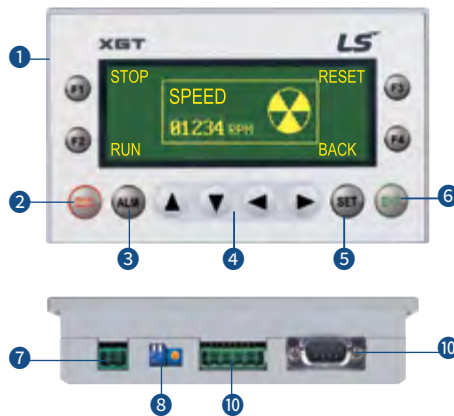 XGT LS
1
STOP RESET
F1 F3
SPEED
01234 RPM
F2 F4
RUN BACK
2 ALM SET 6
3 4 5
7 10
8 10